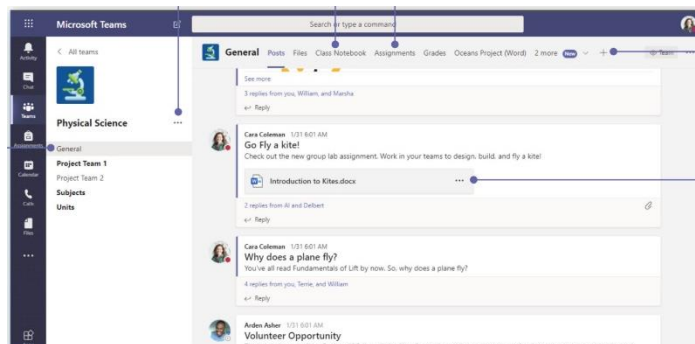 Microsoft Teams
Search or type a command
Activity
Chat
Teams
Assignments
Calendar
Calls
Files
All teams
Physical Science
General
Project Team 1
Project Team 2
Subjects
Units
General Posts Files Class Notebook Assignments Grades Oceans Project (Word) 2 more New
Team
See more
3 replies from you, William, and Marsha
Reply
Cara Coleman 1/31 6:01 AM
Go Fly a kite!
Check out the new group lab assignment. Work in your teams to design, build, and fly a kite!
Introduction to Kites.docx
2 replies from Al and Delbert
Reply
Cara Coleman 1/31 6:01 AM
Why does a plane fly?
You've all read Fundamentals of Lift by now. So, why does a plane fly?
4 replies from you, Terrie, and William
Reply
Arden Asher 1/31 6:01 AM
Volunteer Opportunity